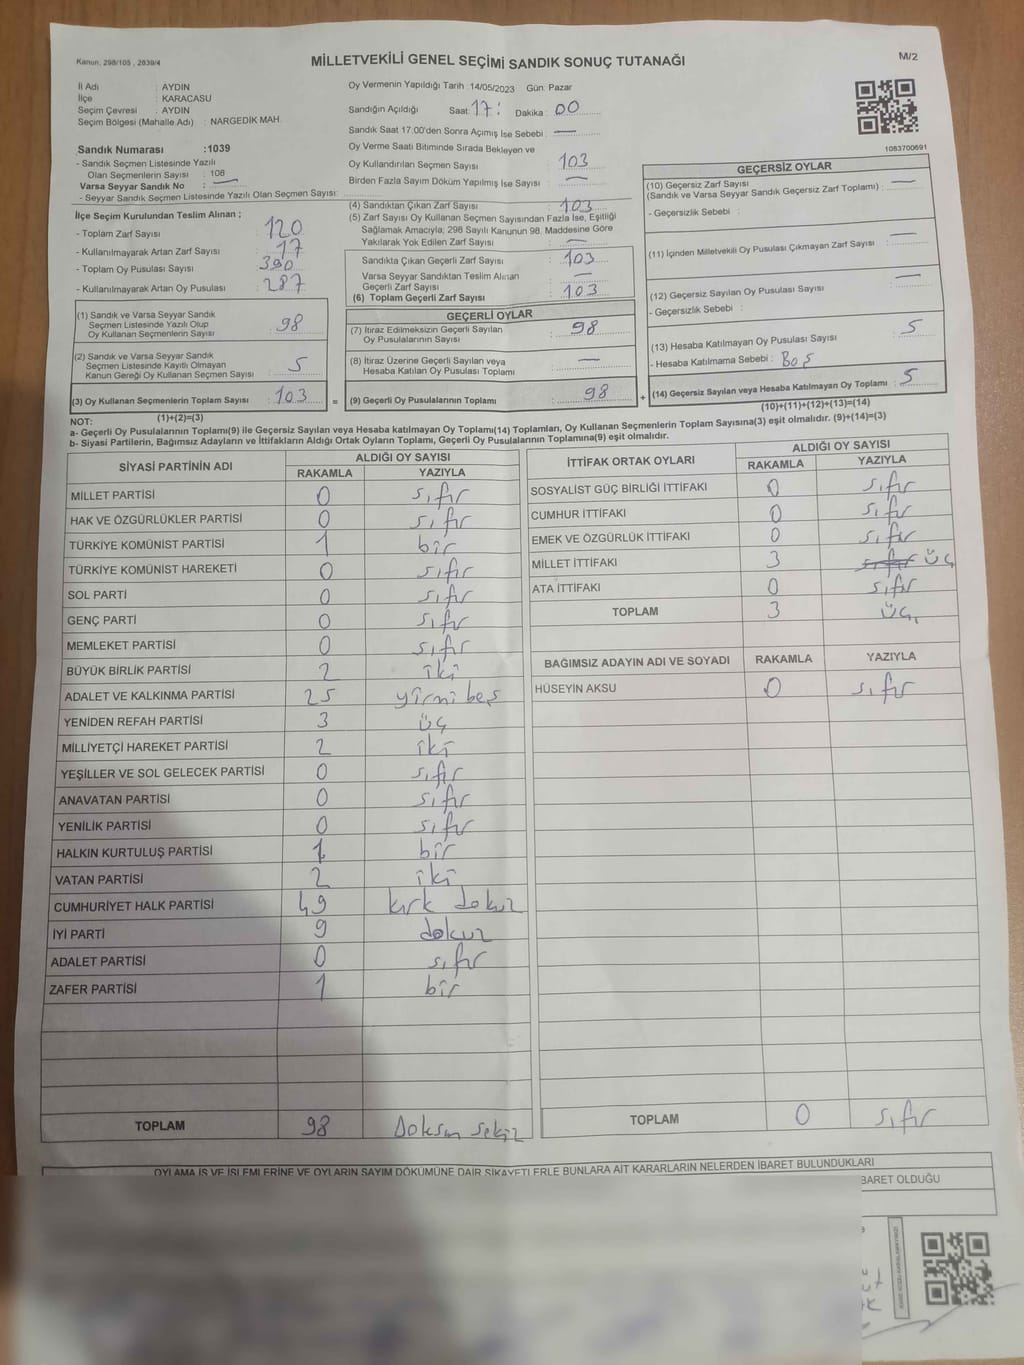 Kanun, 298/105 , 2839/4
MİLLETVEKİLİ GENEL SEÇİMİ SANDIK SONUÇ TUTANAĞI
M/2
İl Adı : AYDIN
İlçe : KARACASU
Seçim Çevresi : AYDIN
Seçim Bölgesi (Mahalle Adı) : NARGEDİK MAH.
Oy Vermenin Yapıldığı Tarih :14/05/2023 Gün: Pazar
Sandığın Açıldığı Saat: 17: Dakika: 00
Sandık Saat 17:00'den Sonra Açımış İse Sebebi : —
Oy Verme Saati Bitiminde Sırada Bekleyen ve
Oy Kullandırılan Seçmen Sayısı : 103
Birden Fazla Sayım Döküm Yapılmış İse Sayısı : —
1083700691
Sandık Numarası :1039
- Sandık Seçmen Listesinde Yazılı
Olan Seçmenlerin Sayısı : 108
Varsa Seyyar Sandık No : —
- Seyyar Sandık Seçmen Listesinde Yazılı Olan Seçmen Sayısı:
İlçe Seçim Kurulundan Teslim Alınan ;
- Toplam Zarf Sayısı : 120
- Kullanılmayarak Artan Zarf Sayısı : 17
- Toplam Oy Pusulası Sayısı : 390
- Kullanılmayarak Artan Oy Pusulası : 287
(1) Sandık ve Varsa Seyyar Sandık
Seçmen Listesinde Yazılı Olup
Oy Kullanan Seçmenlerin Sayısı : 98
(2) Sandık ve Varsa Seyyar Sandık
Seçmen Listesinde Kayıtlı Olmayan
Kanun Gereği Oy Kullanan Seçmen Sayısı : 5
(3) Oy Kullanan Seçmenlerin Toplam Sayısı : 103 =
(1)+(2)=(3)
(4) Sandıktan Çıkan Zarf Sayısı : 103
(5) Zarf Sayısı Oy Kullanan Seçmen Sayısından Fazla İse, Eşitliği
Sağlamak Amacıyla; 298 Sayılı Kanunun 98. Maddesine Göre
Yakılarak Yok Edilen Zarf Sayısı : —
Sandıkta Çıkan Geçerli Zarf Sayısı : 103
Varsa Seyyar Sandıktan Teslim Alınan
Geçerli Zarf Sayısı : —
(6) Toplam Geçerli Zarf Sayısı : 103
GEÇERLİ OYLAR
(7) İtiraz Edilmeksizin Geçerli Sayılan
Oy Pusulalarının Sayısı : 98
(8) İtiraz Üzerine Geçerli Sayılan veya
Hesaba Katılan Oy Pusulası Toplamı : —
(9) Geçerli Oy Pusulalarının Toplamı : 98 +
GEÇERSİZ OYLAR
(10) Geçersiz Zarf Sayısı
(Sandık ve Varsa Seyyar Sandık Geçersiz Zarf Toplamı) : —
- Geçersizlik Sebebi :
(11) İçinden Milletvekili Oy Pusulası Çıkmayan Zarf Sayısı : —
(12) Geçersiz Sayılan Oy Pusulası Sayısı : —
- Geçersizlik Sebebi :
(13) Hesaba Katılmayan Oy Pusulası Sayısı : 5
- Hesaba Katılmama Sebebi : Boş
(14) Geçersiz Sayılan veya Hesaba Katılmayan Oy Toplamı : 5
(10)+(11)+(12)+(13)=(14)
NOT:
a- Geçerli Oy Pusulalarının Toplamı(9) ile Geçersiz Sayılan veya Hesaba katılmayan Oy Toplamı(14) Toplamları, Oy Kullanan Seçmenlerin Toplam Sayısına(3) eşit olmalıdır. (9)+(14)=(3)
b- Siyasi Partilerin, Bağımsız Adayların ve İttifakların Aldığı Ortak Oyların Toplamı, Geçerli Oy Pusulalarının Toplamına(9) eşit olmalıdır.
SİYASİ PARTİNİN ADI
ALDIĞI OY SAYISI
RAKAMLA YAZIYLA
MİLLET PARTİSİ 0 sıfır
HAK VE ÖZGÜRLÜKLER PARTİSİ 0 sıfır
TÜRKİYE KOMÜNİST PARTİSİ 1 bir
TÜRKİYE KOMÜNİST HAREKETİ 0 sıfır
SOL PARTİ 0 sıfır
GENÇ PARTİ 0 sıfır
MEMLEKET PARTİSİ 0 sıfır
BÜYÜK BİRLİK PARTİSİ 2 iki
ADALET VE KALKINMA PARTİSİ 25 yirmi beş
YENİDEN REFAH PARTİSİ 3 üç
MİLLİYETÇİ HAREKET PARTİSİ 2 iki
YEŞİLLER VE SOL GELECEK PARTİSİ 0 sıfır
ANAVATAN PARTİSİ 0 sıfır
YENİLİK PARTİSİ 0 sıfır
HALKIN KURTULUŞ PARTİSİ 1 bir
VATAN PARTİSİ 2 iki
CUMHURİYET HALK PARTİSİ 49 kırk dokuz
İYİ PARTİ 9 dokuz
ADALET PARTİSİ 0 sıfır
ZAFER PARTİSİ 1 bir
TOPLAM 98 Doksan sekiz
İTTİFAK ORTAK OYLARI
ALDIĞI OY SAYISI
RAKAMLA YAZIYLA
SOSYALİST GÜÇ BİRLİĞİ İTTİFAKI 0 sıfır
CUMHUR İTTİFAKI 0 sıfır
EMEK VE ÖZGÜRLÜK İTTİFAKI 0 sıfır
MİLLET İTTİFAKI 3 sıfır üç
ATA İTTİFAKI 0 sıfır
TOPLAM 3 üç
BAĞIMSIZ ADAYIN ADI VE SOYADI RAKAMLA YAZIYLA
HÜSEYİN AKSU 0 sıfır
TOPLAM 0 sıfır
OYLAMA İŞ VE İŞLEMLERİNE VE OYLARIN SAYIM DÖKÜMÜNE DAİR ŞİKAYETLERLE BUNLARA AİT KARARLARIN NELERDEN İBARET BULUNDUKLARI
BARET OLDUĞU